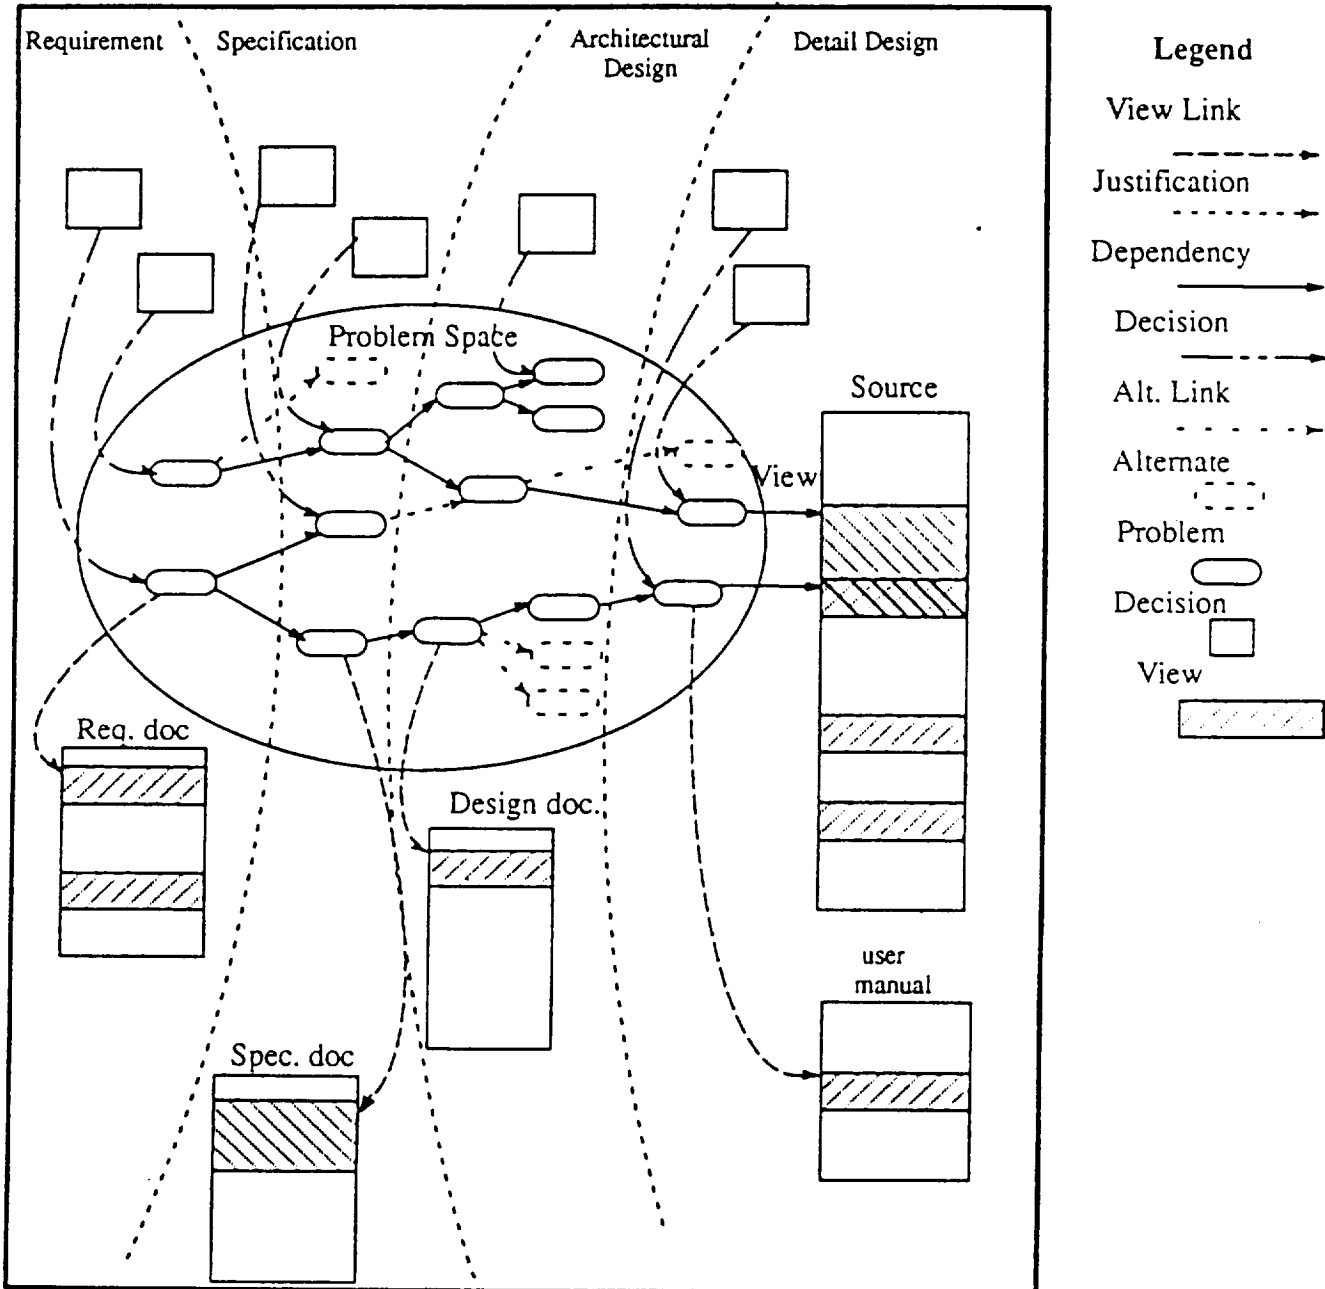 Requirement
Specification
Architectural
Design
Detail Design
Problem Space
View
Source
Req. doc
Design doc.
Spec. doc
user
manual
Legend
View Link
Justification
Dependency
Decision
Alt. Link
Alternate
Problem
Decision
View